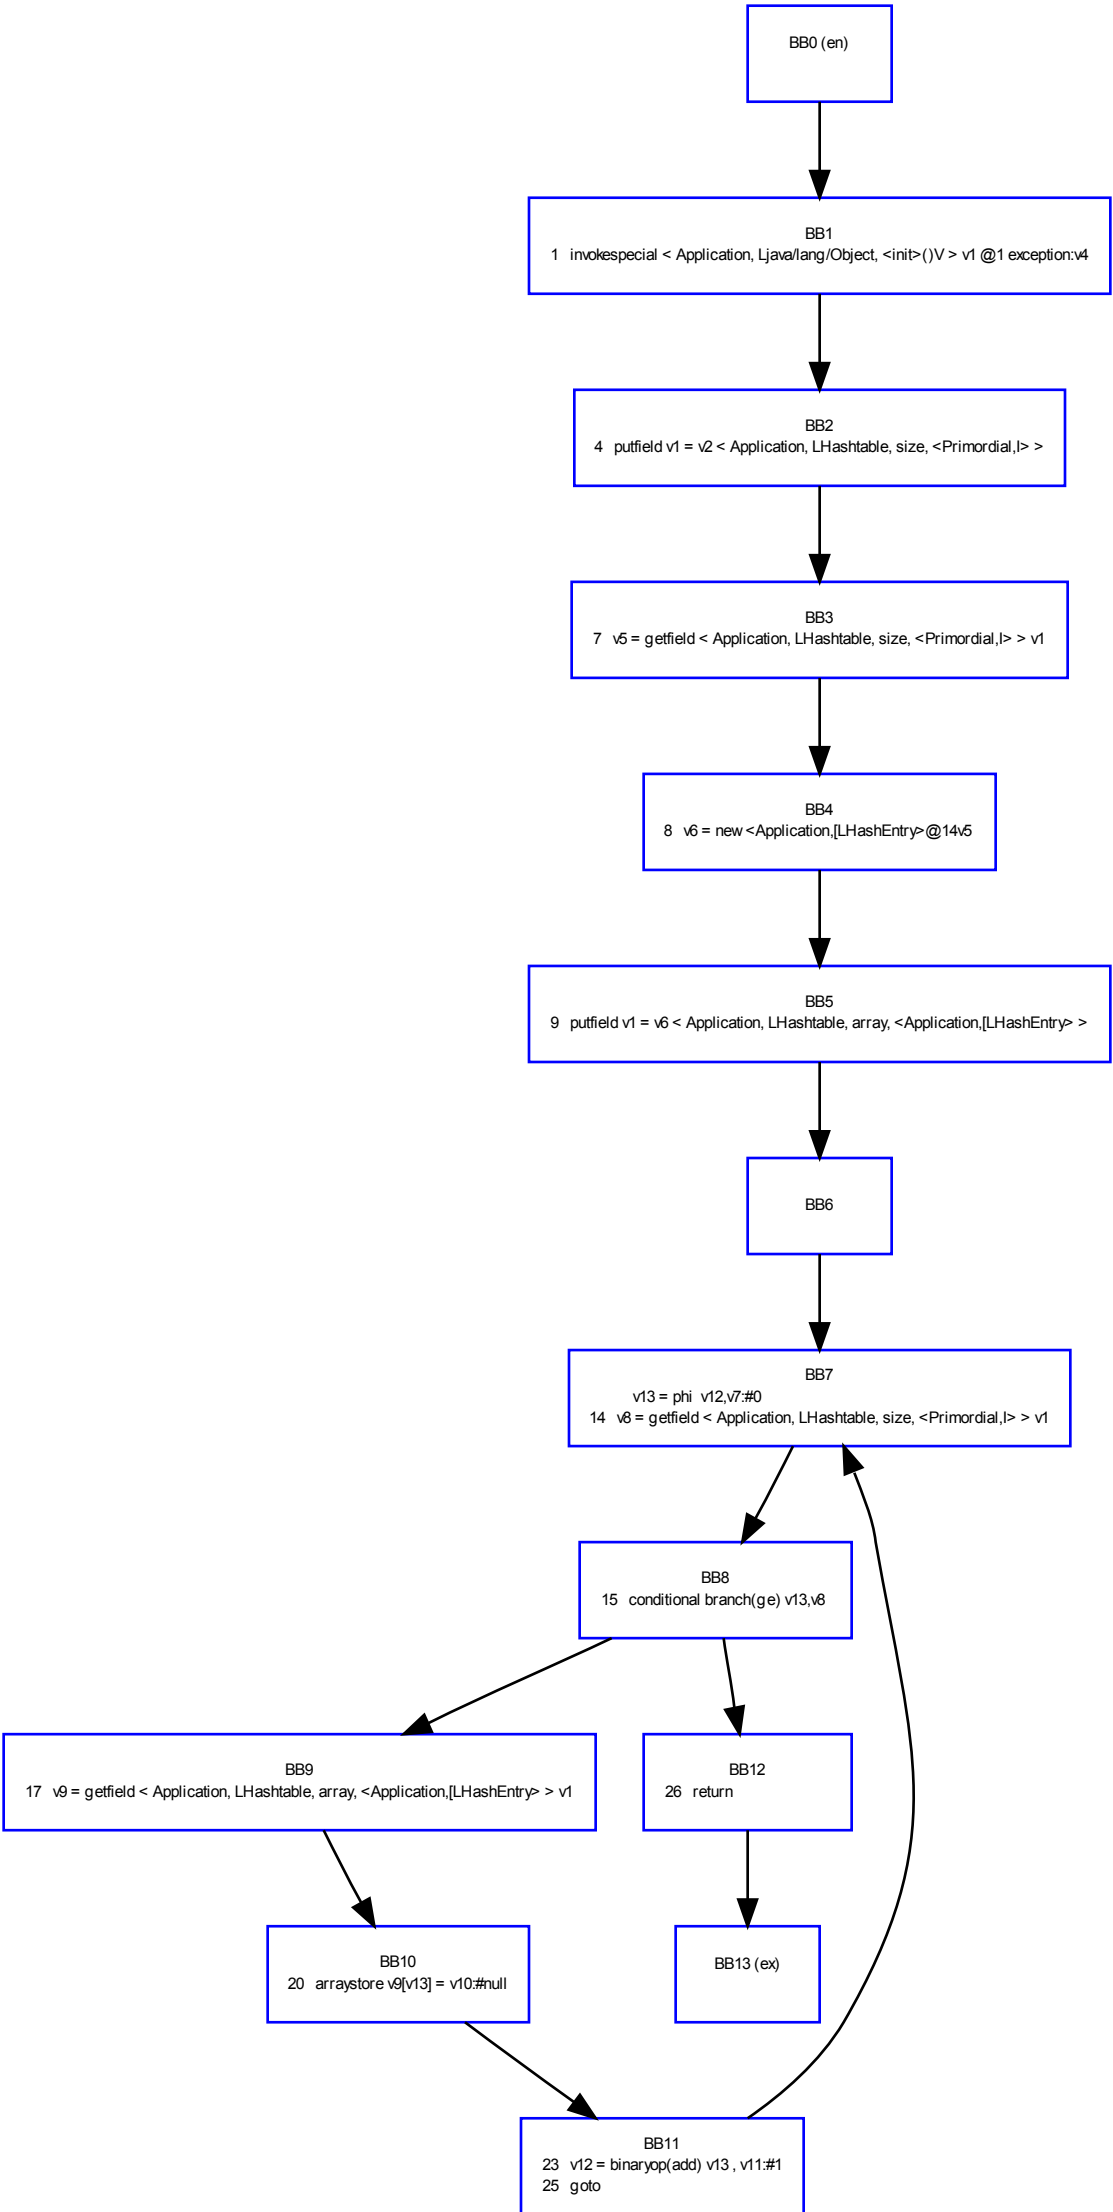 BB0 (en)
BB1
1 invokespecial < Application, Ljava/lang/Object, <init>()V > v1 @1 exception:v4
BB2
4 putfield v1 = v2 < Application, LHashtable, size, <Primordial,I> >
BB3
7 v5 = getfield < Application, LHashtable, size, <Primordial,I> > v1
BB4
8 v6 = new <Application,[LHashEntry>@14v5
BB5
9 putfield v1 = v6 < Application, LHashtable, array, <Application,[LHashEntry> >
BB6
BB7
v13 = phi v12,v7:#0
14 v8 = getfield < Application, LHashtable, size, <Primordial,I> > v1
BB8
15 conditional branch(ge) v13,v8
BB9
17 v9 = getfield < Application, LHashtable, array, <Application,[LHashEntry> > v1
BB12
26 return
BB10
20 arraystore v9[v13] = v10:#null
BB13 (ex)
BB11
23 v12 = binaryop(add) v13 , v11:#1
25 goto